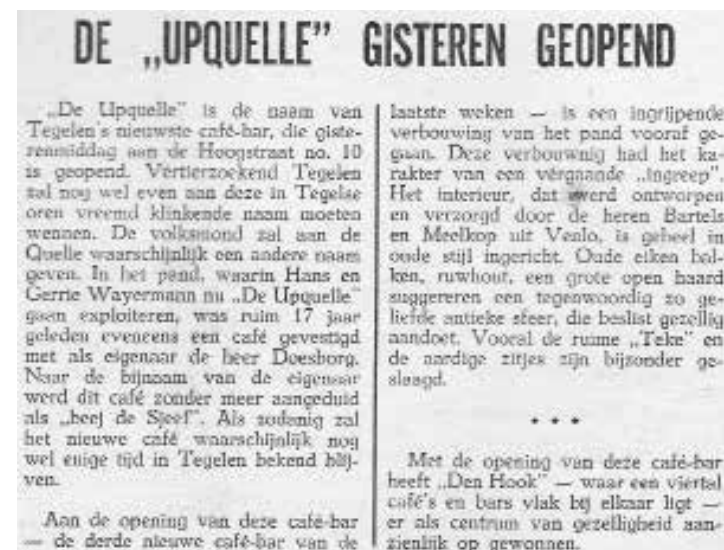 DE „UPQUELLE” GISTEREN GEOPEND
„De Upquelle” is de naam van
Tegelen's nieuwste café-bar, die giste-
renmiddag aan de Hoogstraat no. 10
is geopend. Vertierzoekend Tegelen
zal nog wel even aan deze in Tegelse
oren vreemd klinkende naam moeten
wennen. De volksmond zal aan de
Quelle waarschijnlijk een andere naam
geven. In het pand, waarin Hans en
Gerrie Wayermann nu „De Upquelle”
gaan exploiteren, was ruim 17 jaar
geleden eveneens een café gevestigd
met als eigenaar de heer Doesborg.
Naar de bijnaam van de eigenaar
werd dit café zonder meer aangeduid
als „beej de Sjeef”. Als zodanig zal
het nieuwe café waarschijnlijk nog
wel enige tijd in Tegelen bekend blij-
ven.
Aan de opening van deze café-bar
— de derde nieuwe café-bar van de
laatste weken — is een ingrijpende
verbouwing van het pand vooraf ge-
gaan. Deze verbouwnig had het ka-
rakter van een vérgaande „ingreep”.
Het interieur, dat werd ontworpen
en verzorgd door de heren Bartels
en Meelkop uit Venlo, is geheel in
oude stijl ingericht. Oude eiken bal-
ken, ruwhout, een grote open haard
suggereren een tegenwoordig zo ge-
liefde antieke sfeer, die beslist gezellig
aandoet. Vooral de ruime „Teke” en
de aardige zitjes zijn bijzonder ge-
slaagd.
* * *
Met de opening van deze café-bar
heeft „Den Hook” — waar een viertal
café's en bars vlak bij elkaar ligt —
er als centrum van gezelligheid aan-
zienlijk op gewonnen.